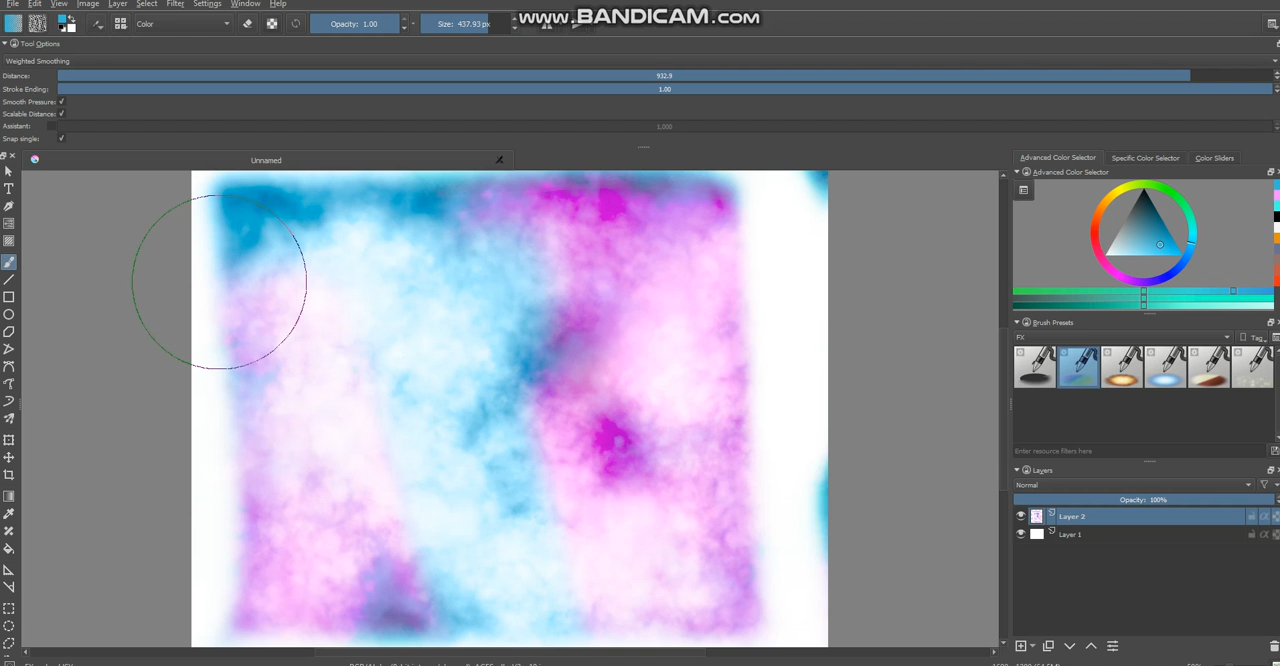 File Edit View Image Layer Select Filter Settings Window Help
www.BANDICAM.com
Color Opacity: 1.00 Size: 437.93 px
Tool Options
Weighted Smoothing
Distance: 932.9
Stroke Ending: 1.00
Smooth Pressure:
Scalable Distance:
Assistant: 1.000
Snap single:
Unnamed
Advanced Color Selector Specific Color Selector Color Sliders
Advanced Color Selector
Brush Presets
FX Tag
Enter resource filters here
Layers
Normal
Opacity: 100%
Layer 2
Layer 1